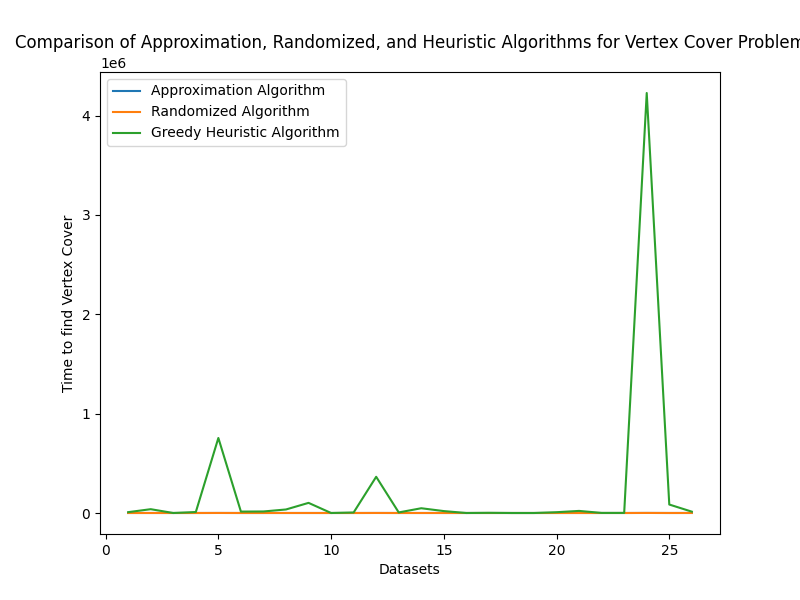 Comparison of Approximation, Randomized, and Heuristic Algorithms for Vertex Cover Problem
1e6
Approximation Algorithm
Randomized Algorithm
Greedy Heuristic Algorithm
4
3
2
1
0
Time to find Vertex Cover
0 5 10 15 20 25
Datasets